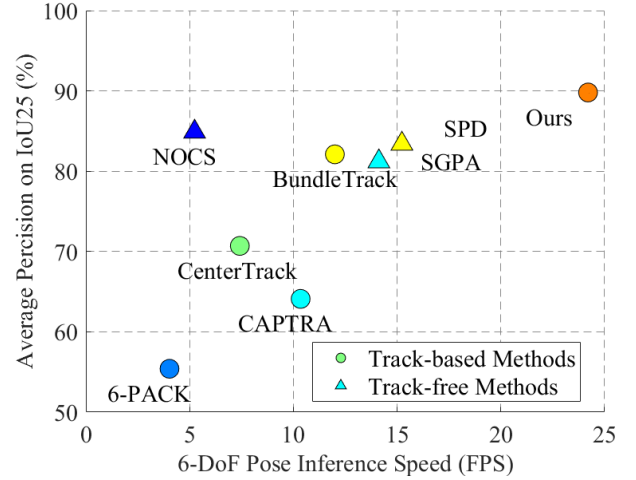 100
90
80
70
60
50
0
5
10
15
20
25
Average Percision on IoU25 (%)
6-DoF Pose Inference Speed (FPS)
Ours
SPD
NOCS
SGPA
BundleTrack
CenterTrack
CAPTRA
6-PACK
Track-based Methods
Track-free Methods